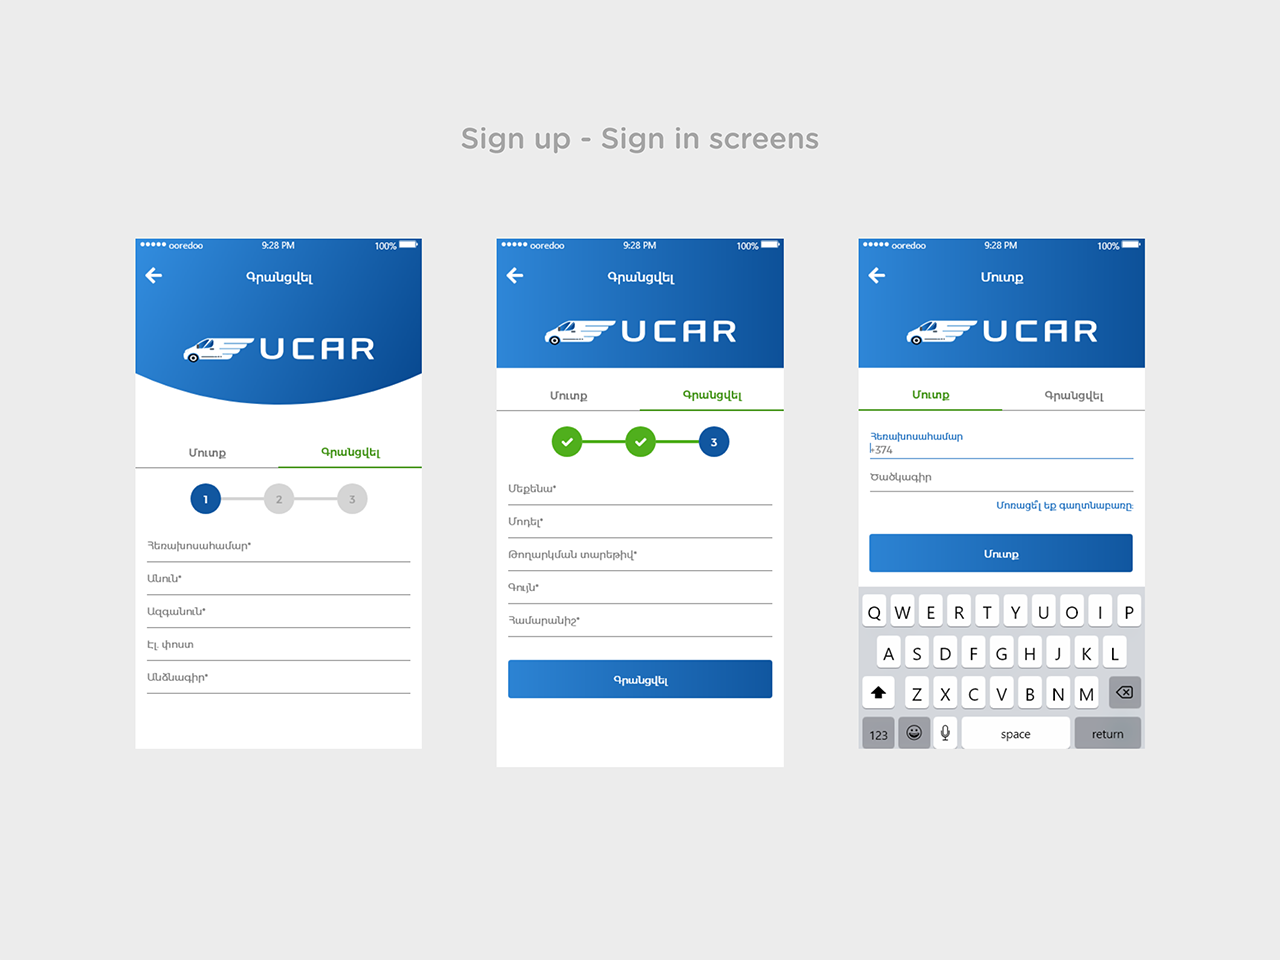 Sign up - Sign in screens
ooredoo 9:28 PM 100%
Գրանցվել
UCAR
Մուտք Գրանցվել
1 2 3
Հեռախոսահամար*
Անուն*
Ազգանուն*
Էլ. փոստ
Անձնագիր*
ooredoo 9:28 PM 100%
Գրանցվել
UCAR
Մուտք Գրանցվել
3
Մեքենա*
Մոդել*
Թողարկման տարեթիվ*
Գույն*
Համարանիշ*
Գրանցվել
ooredoo 9:28 PM 100%
Մուտք
UCAR
Մուտք Գրանցվել
Հեռախոսահամար
+374
Ծածկագիր
Մոռացե՞լ եք գաղտնաբառը:
Մուտք
Q W E R T Y U O I P
A S D F G H J K L
Z X C V B N M
123 space return